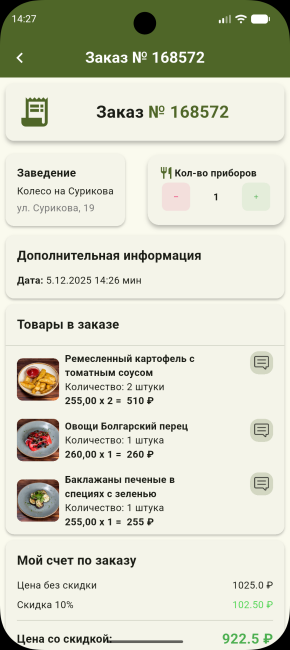 14:27
Заказ № 168572
Заказ № 168572
Заведение
Колесо на Сурикова
ул. Сурикова, 19
Кол-во приборов
−
1
+
Дополнительная информация
Дата: 5.12.2025 14:26 мин
Товары в заказе
Ремесленный картофель с
томатным соусом
Количество: 2 штуки
255,00 x 2 = 510 ₽
Овощи Болгарский перец
Количество: 1 штука
260,00 x 1 = 260 ₽
Баклажаны печеные в
специях с зеленью
Количество: 1 штука
255,00 x 1 = 255 ₽
Мой счет по заказу
Цена без скидки 1025.0 ₽
Скидка 10% 102.50 ₽
Цена со скидкой: 922.5 ₽